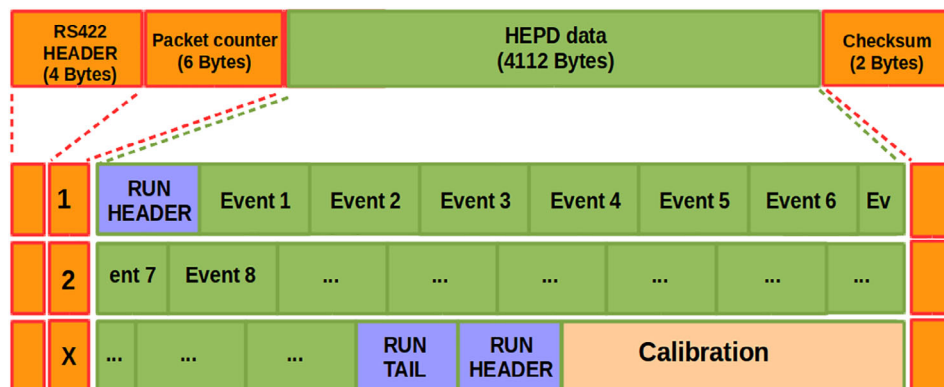 RS422
HEADER
(4 Bytes)
Packet counter
(6 Bytes)
HEPD data
(4112 Bytes)
Checksum
(2 Bytes)
1
RUN
HEADER
Event 1
Event 2
Event 3
Event 4
Event 5
Event 6
Ev
2
ent 7
Event 8
...
...
...
...
...
...
X
...
...
...
RUN
TAIL
RUN
HEADER
Calibration